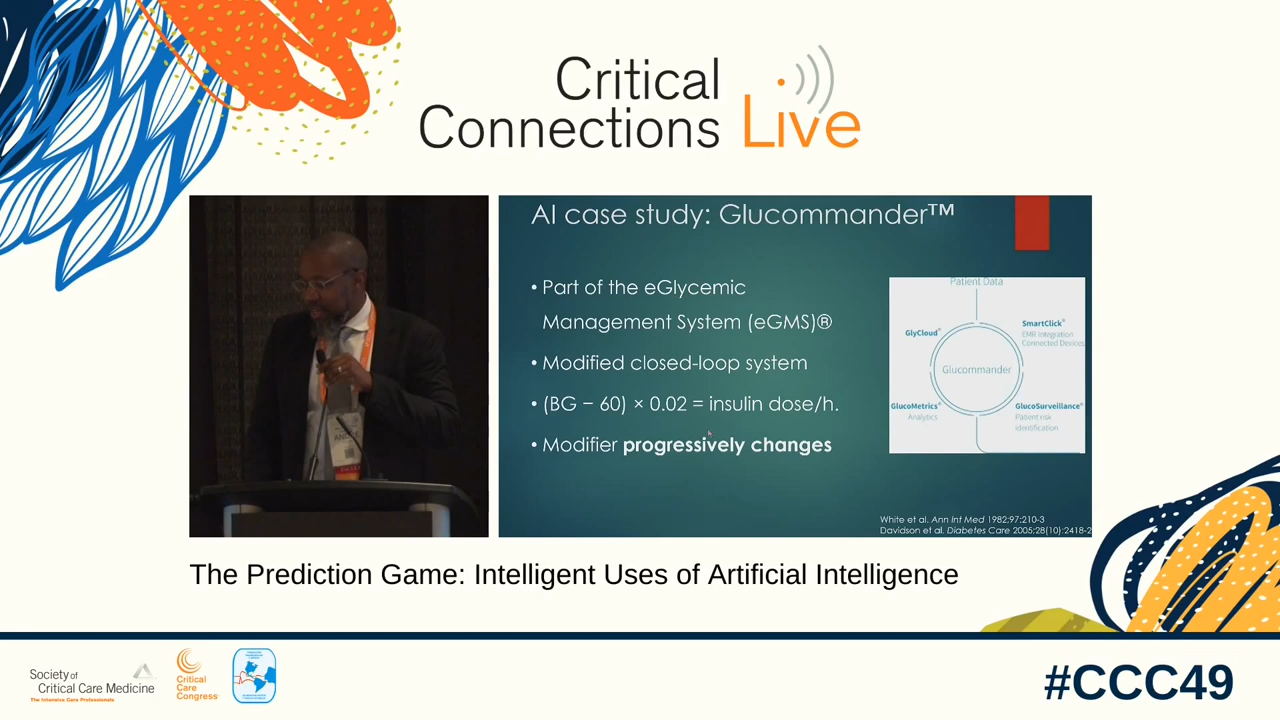 Critical
Connections Live
AI case study: Glucommander™
• Part of the eGlycemic
Management System (eGMS)®
• Modified closed-loop system
• (BG − 60) × 0.02 = insulin dose/h.
• Modifier progressively changes
Patient Data
GlyCloud®
SmartClick®
EMR Integration
Connected Devices
Glucommander
GlucoMetrics®
Analytics
GlucoSurveillance®
Patient risk
identification
White et al. Ann Int Med 1982;97:210-3
Davidson et al. Diabetes Care 2005;28(10):2418-2
The Prediction Game: Intelligent Uses of Artificial Intelligence
Society of
Critical Care Medicine
The Intensive Care Professionals
Critical
Care
Congress
#CCC49